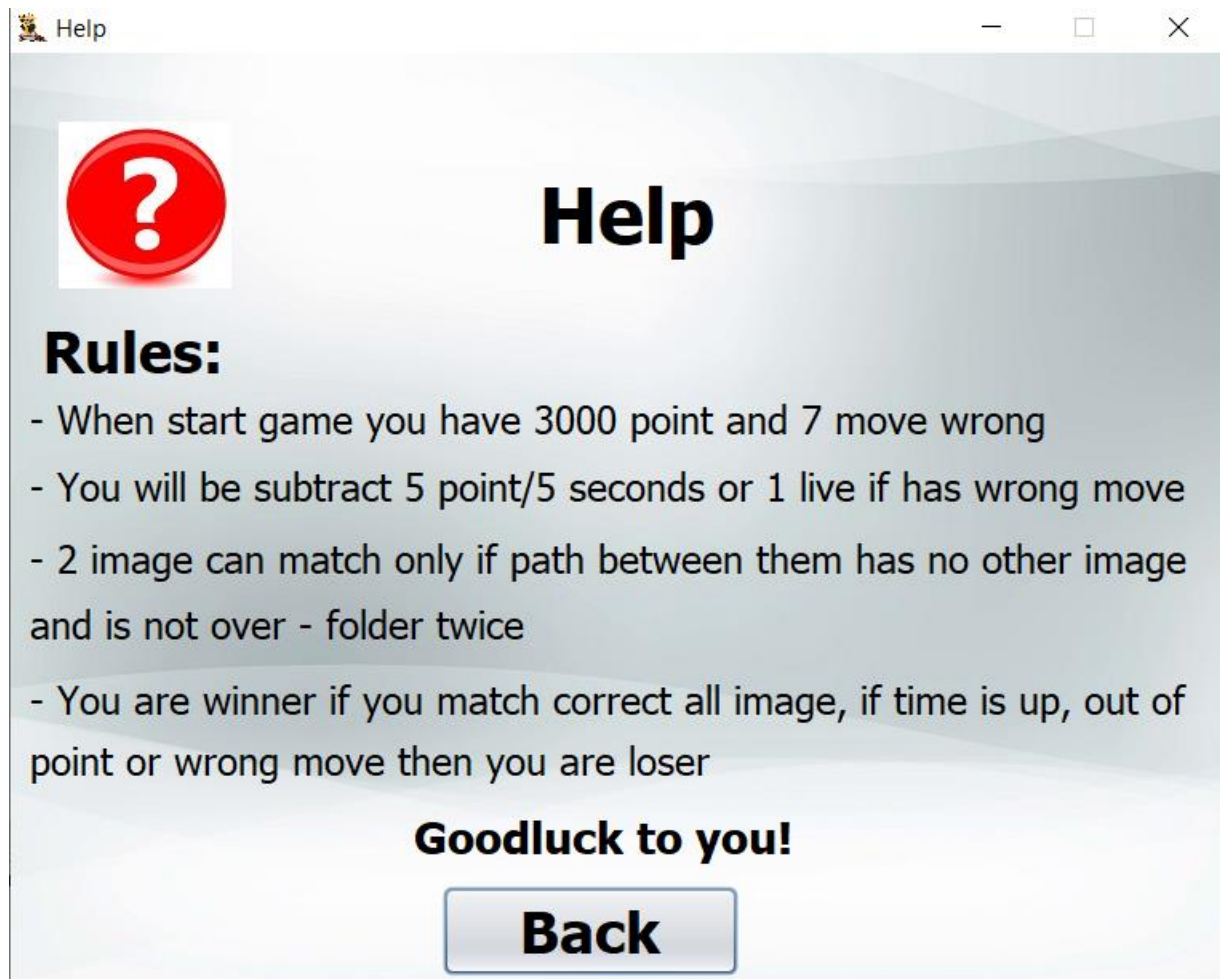 Help
?
Help
Rules:
- When start game you have 3000 point and 7 move wrong
- You will be subtract 5 point/5 seconds or 1 live if has wrong move
- 2 image can match only if path between them has no other image
and is not over - folder twice
- You are winner if you match correct all image, if time is up, out of
point or wrong move then you are loser
Goodluck to you!
Back